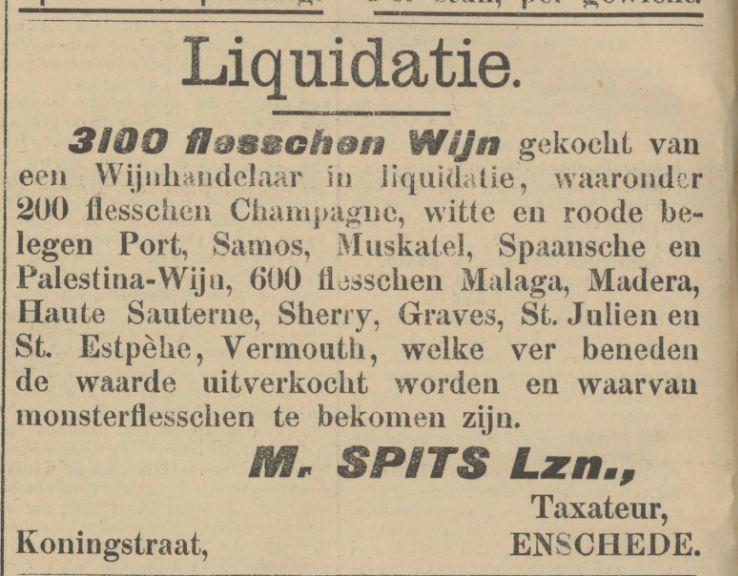 Liquidatie.
3100 flesschen Wijn gekocht van
een Wijnhandelaar in liquidatie, waaronder
200 flesschen Champagne, witte en roode be-
legen Port, Samos, Muskatel, Spaansche en
Palestina-Wijn, 600 flesschen Malaga, Madera,
Haute Sauterne, Sherry, Graves, St. Julien en
St. Estpèhe, Vermouth, welke ver beneden
de waarde uitverkocht worden en waarvan
monsterflesschen te bekomen zijn.
M. SPITS Lzn.,
Taxateur,
Koningstraat, ENSCHEDE.